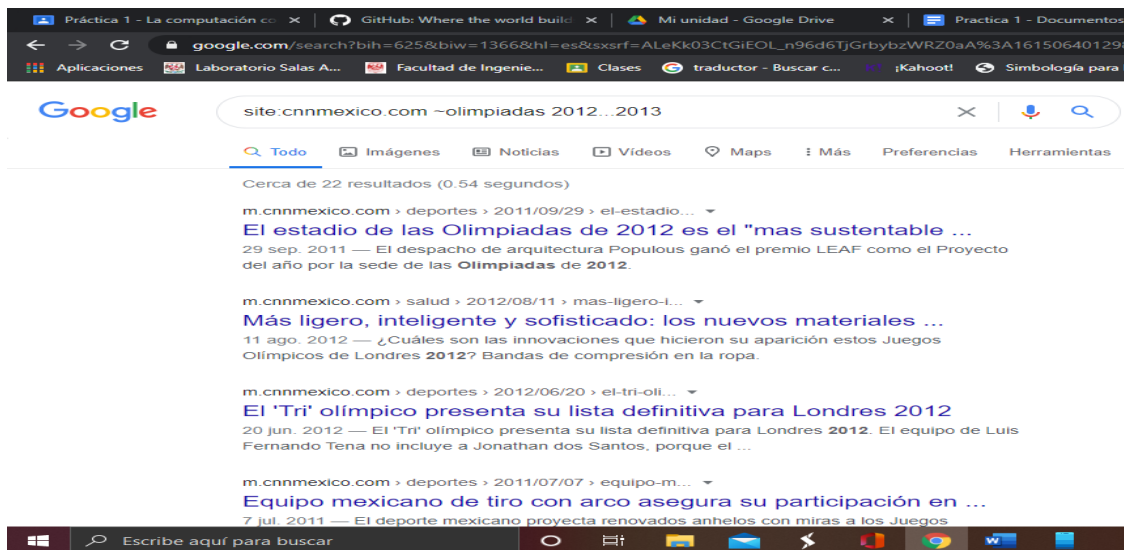 Práctica 1 - La computación co
GitHub: Where the world build
Mi unidad - Google Drive
Practica 1 - Documentos
google.com/search?bih=625&biw=1366&hl=es&sxsrf=ALeKk03CtGiEOL_n96d6TjGrbybzWRZ0aA%3A16150640129
Aplicaciones
Laboratorio Salas A...
Facultad de Ingenie...
Clases
traductor - Buscar c...
¡Kahoot!
Simbología para
Google
site:cnnmexico.com ~olimpiadas 2012...2013
Todo
Imágenes
Noticias
Vídeos
Maps
Más
Preferencias
Herramientas
Cerca de 22 resultados (0.54 segundos)
m.cnnmexico.com › deportes › 2011/09/29 › el-estadio...
El estadio de las Olimpiadas de 2012 es el "mas sustentable ...
29 sep. 2011 — El despacho de arquitectura Populous ganó el premio LEAF como el Proyecto
del año por la sede de las Olimpiadas de 2012.
m.cnnmexico.com › salud › 2012/08/11 › mas-ligero-i...
Más ligero, inteligente y sofisticado: los nuevos materiales ...
11 ago. 2012 — ¿Cuáles son las innovaciones que hicieron su aparición estos Juegos
Olímpicos de Londres 2012? Bandas de compresión en la ropa.
m.cnnmexico.com › deportes › 2012/06/20 › el-tri-oli...
El 'Tri' olímpico presenta su lista definitiva para Londres 2012
20 jun. 2012 — El 'Tri' olímpico presenta su lista definitiva para Londres 2012. El equipo de Luis
Fernando Tena no incluye a Jonathan dos Santos, porque el ...
m.cnnmexico.com › deportes › 2011/07/07 › equipo-m...
Equipo mexicano de tiro con arco asegura su participación en ...
7 jul. 2011 — El deporte mexicano proyecta renovados anhelos con miras a los Juegos
Escribe aquí para buscar